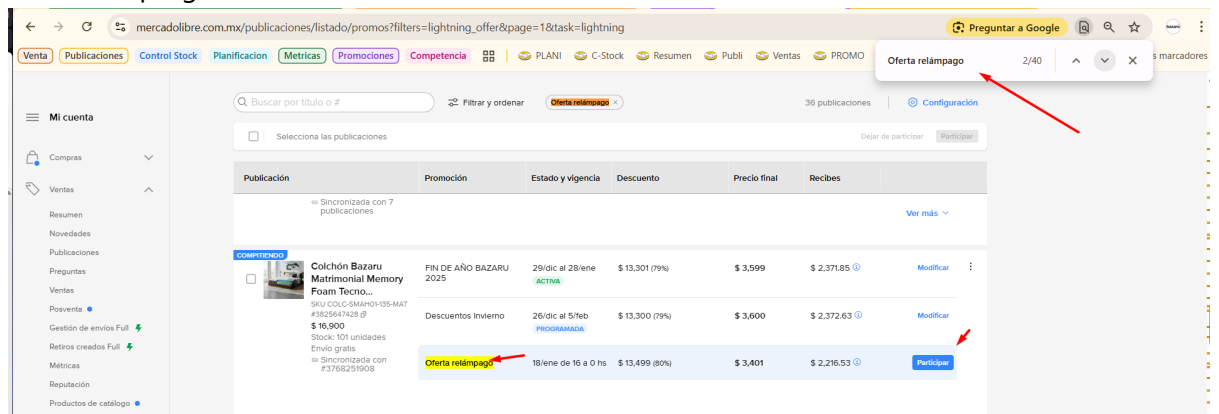 mercadolibre.com.mx/publicaciones/listado/promos?filters=lightning_offer&page=1&task=lightning
Preguntar a Google
Venta Publicaciones Control Stock Planificacion Metricas Promociones Competencia PLANI C-Stock Resumen Publi Ventas PROMO
s marcadores
Oferta relámpago 2/40
Buscar por título o #
Filtrar y ordenar
Oferta relámpago ×
36 publicaciones
Configuración
Mi cuenta
Selecciona las publicaciones
Dejar de participar
Participar
Compras
Ventas
Resumen
Novedades
Publicaciones
Preguntas
Ventas
Posventa
Gestión de envíos Full
Retiros creados Full
Métricas
Reputación
Productos de catálogo
Publicación Promoción Estado y vigencia Descuento Precio final Recibes
Sincronizada con 7
publicaciones
Ver más
COMPITIENDO
Colchón Bazaru
Matrimonial Memory
Foam Tecno...
SKU COLC-SMAH01-135-MAT
#3825647428
$ 16,900
Stock: 101 unidades
Envío gratis
Sincronizada con
#3768251908
FIN DE AÑO BAZARU
2025
29/dic al 28/ene
ACTIVA
$ 13,301 (79%)
$ 3,599
$ 2,371.85
Modificar
Descuentos Invierno
26/dic al 5/feb
PROGRAMADA
$ 13,300 (79%)
$ 3,600
$ 2,372.63
Modificar
Oferta relámpago
18/ene de 16 a 0 hs
$ 13,499 (80%)
$ 3,401
$ 2,216.53
Participar